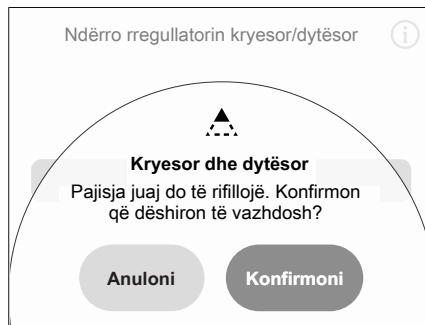 Ndërro rregullatorin kryesor/dytësor
Kryesor dhe dytësor
Pajisja juaj do të rifillojë. Konfirmon
që dëshiron të vazhdosh?
Anuloni
Konfirmoni